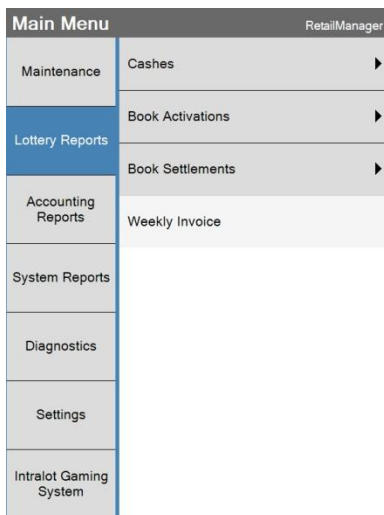 Main Menu
RetailManager
Maintenance
Lottery Reports
Accounting
Reports
System Reports
Diagnostics
Settings
Intralot Gaming
System
Cashes
Book Activations
Book Settlements
Weekly Invoice